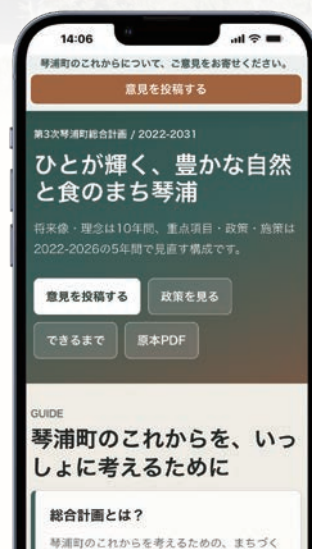 14:06
琴浦町のこれからについて、ご意見をお寄せください。
意見を投稿する
第3次琴浦町総合計画 / 2022-2031
ひとが輝く、豊かな自然
と食のまち琴浦
将来像・理念は10年間、重点項目・政策・施策は
2022-2026の5年間で見直す構成です。
意見を投稿する
政策を見る
できるまで
原本PDF
GUIDE
琴浦町のこれからを、いっ
しょに考えるために
総合計画とは？
琴浦町のこれからを考えるための、まちづく